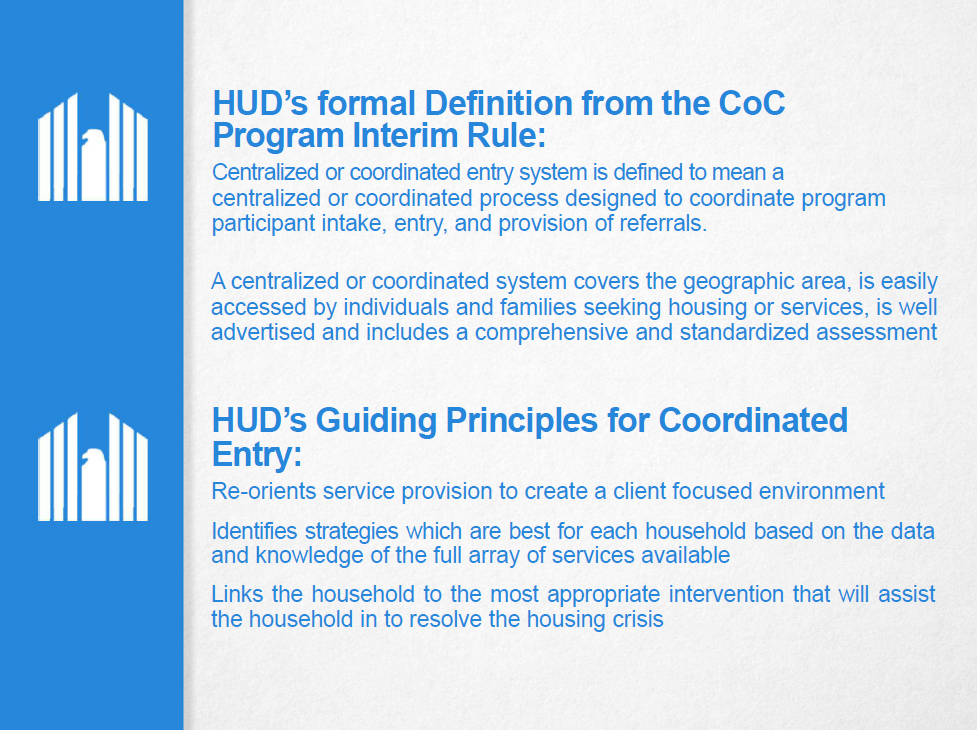 HUD’s formal Definition from the CoC
Program Interim Rule:
Centralized or coordinated entry system is defined to mean a
centralized or coordinated process designed to coordinate program
participant intake, entry, and provision of referrals.
A centralized or coordinated system covers the geographic area, is easily
accessed by individuals and families seeking housing or services, is well
advertised and includes a comprehensive and standardized assessment
HUD’s Guiding Principles for Coordinated
Entry:
Re-orients service provision to create a client focused environment
Identifies strategies which are best for each household based on the data
and knowledge of the full array of services available
Links the household to the most appropriate intervention that will assist
the household in to resolve the housing crisis